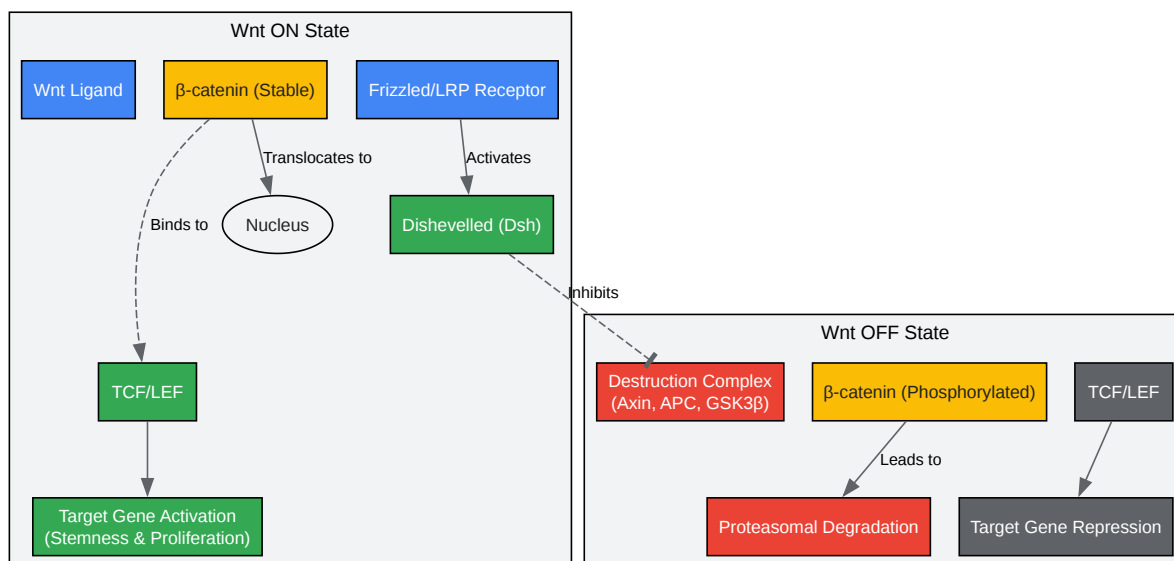 Wnt ON State
Wnt Ligand
β-catenin (Stable)
Frizzled/LRP Receptor
Translocates to
Activates
Binds to
Nucleus
Dishevelled (Dsh)
Inhibits
Wnt OFF State
TCF/LEF
Destruction Complex
(Axin, APC, GSK3β)
β-catenin (Phosphorylated)
TCF/LEF
Leads to
Target Gene Activation
(Stemness & Proliferation)
Proteasomal Degradation
Target Gene Repression